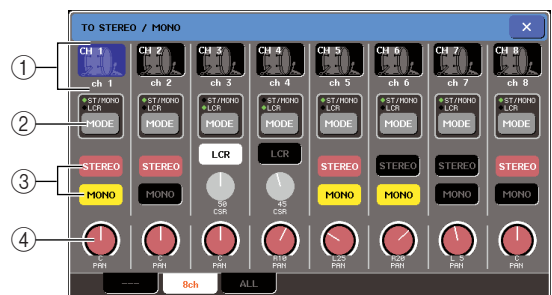 TO STEREO / MONO
×
CH 1 CH 2 CH 3 CH 4 CH 5 CH 6 CH 7 CH 8
1
ch 1 ch 2 ch 3 ch 4 ch 5 ch 6 ch 7 ch 8
ST/MONO ST/MONO ST/MONO ST/MONO ST/MONO ST/MONO ST/MONO ST/MONO
LCR LCR LCR LCR LCR LCR LCR LCR
2
MODE MODE MODE MODE MODE MODE MODE MODE
LCR LCR
STEREO STEREO STEREO STEREO STEREO STEREO
3
MONO MONO MONO MONO MONO MONO
50 45
CSR CSR
4
C C C R10 L25 R20 L 5 C
PAN PAN PAN PAN PAN PAN PAN PAN
--- 8ch ALL